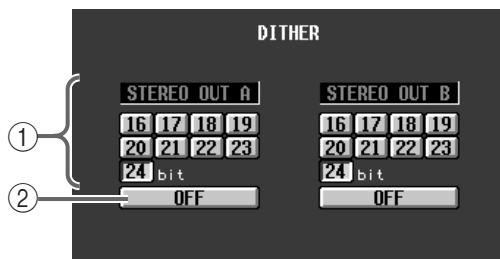 DITHER
STEREO OUT A STEREO OUT B
16 17 18 19 16 17 18 19
1
20 21 22 23 20 21 22 23
24 bit 24 bit
2 OFF OFF